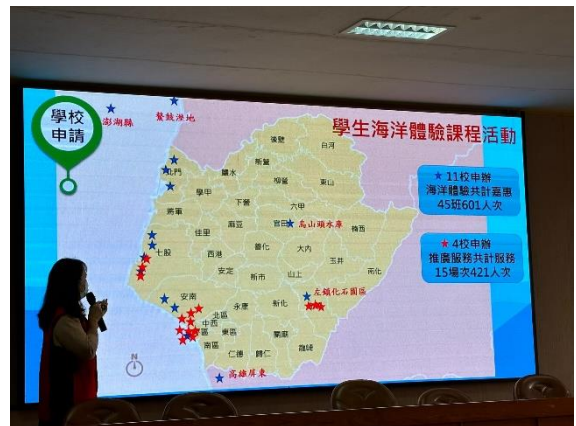 學校
申請
澎湖縣
鰲鼓溼地
學生海洋體驗課程活動
後壁
白河
北門
鹽水
新營
柳營
東山
學甲
下營
六甲
將軍
麻豆
官田
烏山頭水庫
楠西
佳里
七股
西港
善化
大內
玉井
南化
安定
新市
山上
左鎮化石園區
安南
永康
新化
北區
中西
區
東區
南區
關廟
仁德
歸仁
龍崎
高雄屏東
N
11校申辦
海洋體驗共計嘉惠
45班601人次
4校申辦
推廣服務共計服務
15場次421人次